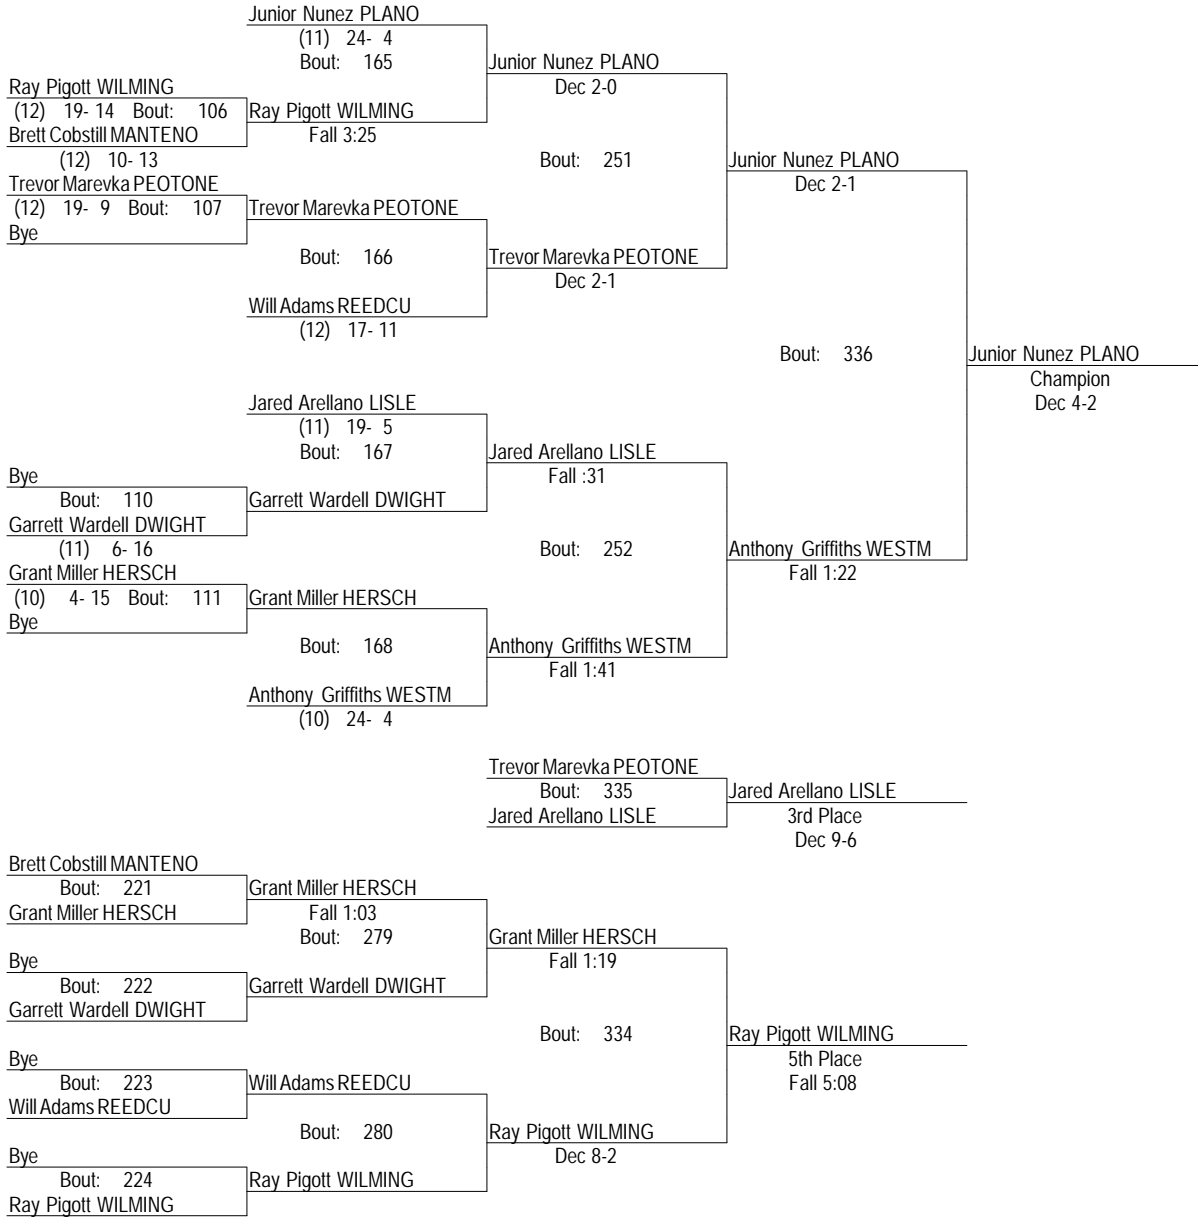 Junior Nunez PLANO
(11) 24- 4
Bout: 165
Junior Nunez PLANO
Dec 2-0
Ray Pigott WILMING
(12) 19- 14 Bout: 106
Ray Pigott WILMING
Brett Cobstill MANTENO
Fall 3:25
(12) 10- 13
Bout: 251
Junior Nunez PLANO
Dec 2-1
Trevor Marevka PEOTONE
(12) 19- 9 Bout: 107
Trevor Marevka PEOTONE
Bye
Bout: 166
Trevor Marevka PEOTONE
Dec 2-1
Will Adams REEDCU
(12) 17- 11
Bout: 336
Junior Nunez PLANO
Champion
Dec 4-2
Jared Arellano LISLE
(11) 19- 5
Bout: 167
Jared Arellano LISLE
Fall :31
Bye
Bout: 110
Garrett Wardell DWIGHT
Garrett Wardell DWIGHT
(11) 6- 16
Bout: 252
Anthony Griffiths WESTM
Fall 1:22
Grant Miller HERSCH
(10) 4- 15 Bout: 111
Grant Miller HERSCH
Bye
Bout: 168
Anthony Griffiths WESTM
Fall 1:41
Anthony Griffiths WESTM
(10) 24- 4
Trevor Marevka PEOTONE
Bout: 335
Jared Arellano LISLE
Jared Arellano LISLE
3rd Place
Dec 9-6
Brett Cobstill MANTENO
Bout: 221
Grant Miller HERSCH
Grant Miller HERSCH
Fall 1:03
Bout: 279
Grant Miller HERSCH
Fall 1:19
Bye
Bout: 222
Garrett Wardell DWIGHT
Garrett Wardell DWIGHT
Bout: 334
Ray Pigott WILMING
5th Place
Fall 5:08
Bye
Bout: 223
Will Adams REEDCU
Will Adams REEDCU
Bout: 280
Ray Pigott WILMING
Dec 8-2
Bye
Bout: 224
Ray Pigott WILMING
Ray Pigott WILMING